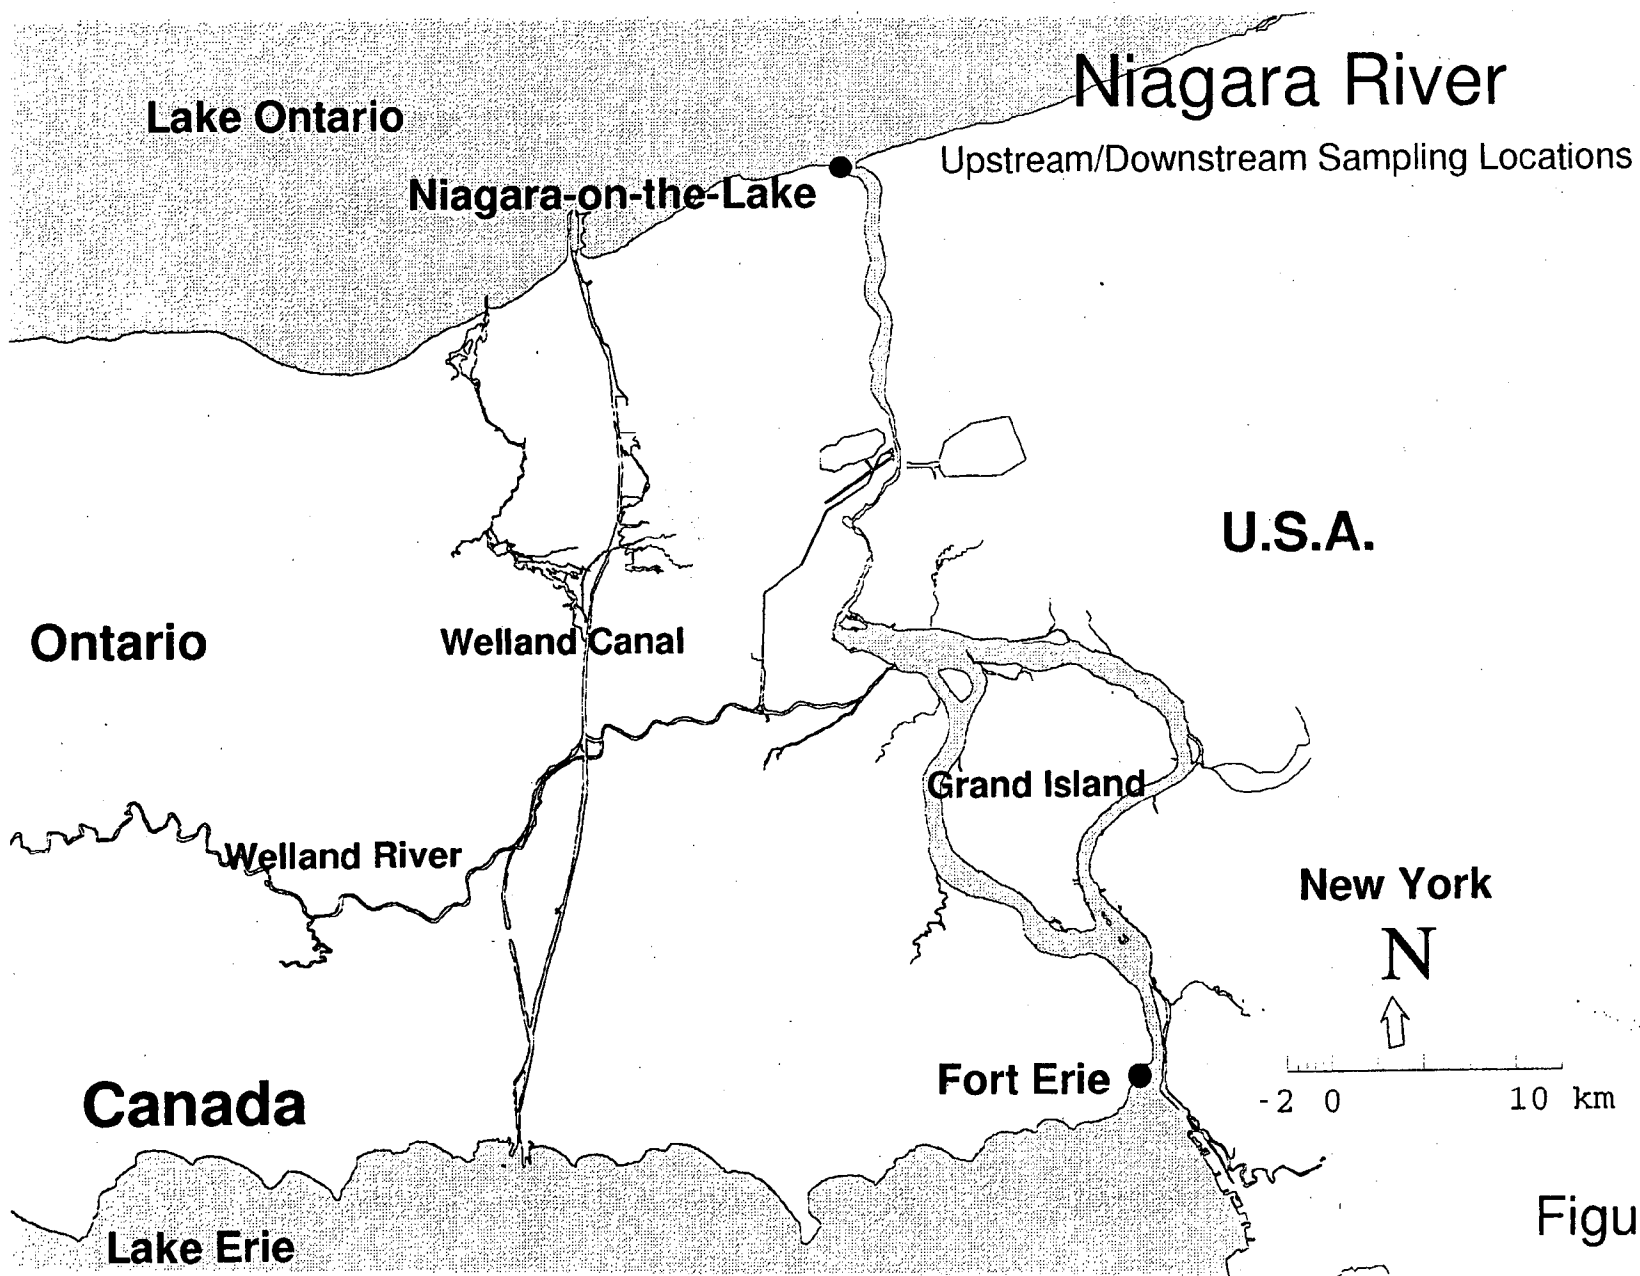 Niagara River
Lake Ontario
Upstream/Downstream Sampling Locations
Niagara-on-the-Lake
U.S.A.
Ontario
Welland Canal
Grand Island
Welland River
New York
N
Fort Erie
-2 0 10 km
Canada
Figu
Lake Erie